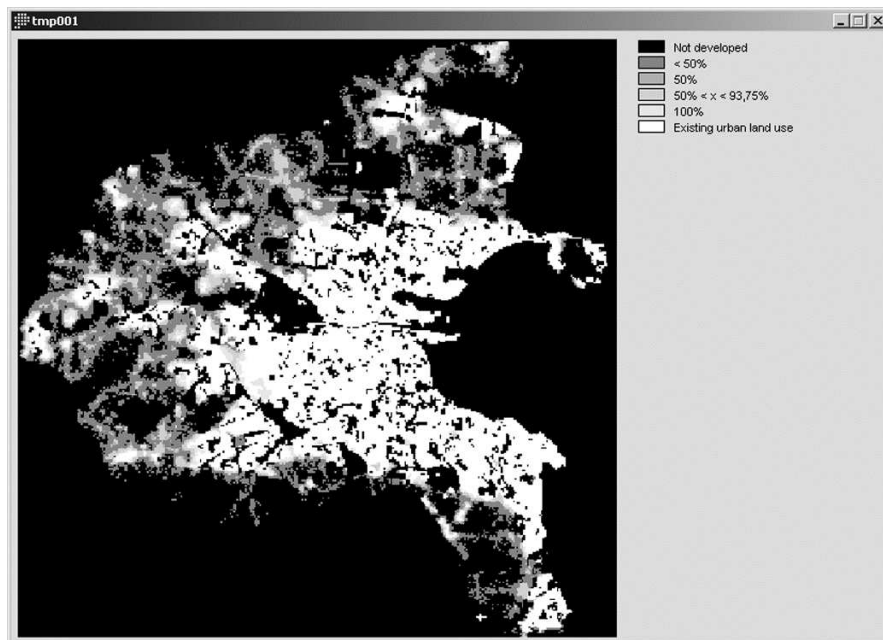 tmp001
Not developed
< 50%
50%
50% < x < 93,75%
100%
Existing urban land use